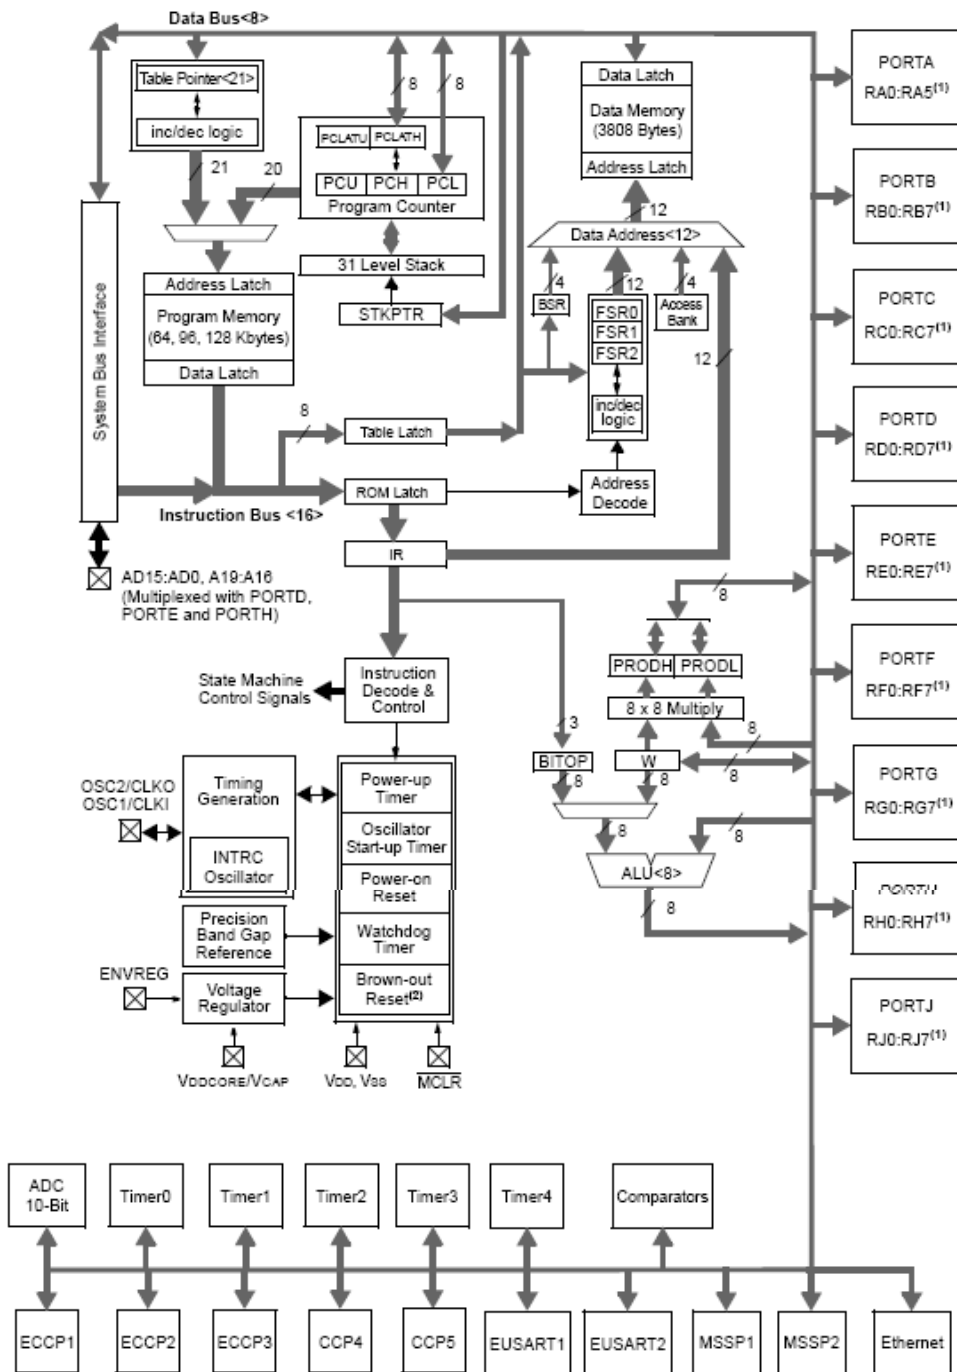 Data Bus<8>
Table Pointer<21>
inc/dec logic
21
20
8
8
PCLATU PCLATH
PCU PCH PCL
Program Counter
31 Level Stack
STKPTR
System Bus Interface
Address Latch
Program Memory
(64, 96, 128 Kbytes)
Data Latch
8
Table Latch
ROM Latch
Instruction Bus <16>
IR
AD15:AD0, A19:A16
(Multiplexed with PORTD,
PORTE and PORTH)
Data Latch
Data Memory
(3808 Bytes)
Address Latch
12
Data Address<12>
4
12
4
BSR
FSR0
FSR1
FSR2
Access
Bank
12
inc/dec
logic
Address
Decode
8
PRODH PRODL
8 x 8 Multiply
8
3
BITOP
W
8
8
8
8
8
ALU<8>
8
State Machine
Control Signals
Instruction
Decode &
Control
OSC2/CLKO
OSC1/CLKI
Timing
Generation
INTRC
Oscillator
Power-up
Timer
Oscillator
Start-up Timer
Power-on
Reset
Watchdog
Timer
Brown-out
Reset(2)
Precision
Band Gap
Reference
ENVREG
Voltage
Regulator
VDDCORE/VCAP
VDD, VSS
MCLR
PORTA
RA0:RA5(1)
PORTB
RB0:RB7(1)
PORTC
RC0:RC7(1)
PORTD
RD0:RD7(1)
PORTE
RE0:RE7(1)
PORTF
RF0:RF7(1)
PORTG
RG0:RG7(1)
PORTH
RH0:RH7(1)
PORTJ
RJ0:RJ7(1)
ADC
10-Bit
Timer0
Timer1
Timer2
Timer3
Timer4
Comparators
ECCP1
ECCP2
ECCP3
CCP4
CCP5
EUSART1
EUSART2
MSSP1
MSSP2
Ethernet